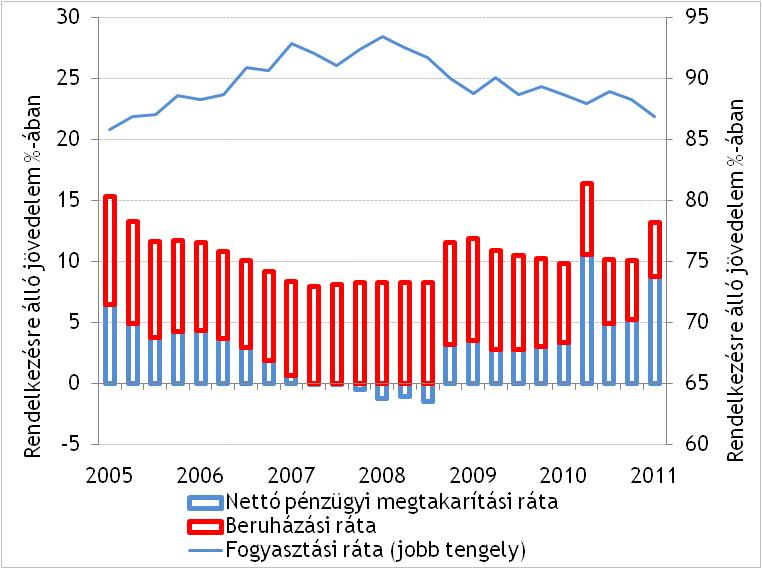 30
25
20
15
10
5
0
-5
95
90
85
80
75
70
65
60
Rendelkezésre álló jövedelem %-ában
Rendelkezésre álló jövedelem %-ában
2005 2006 2007 2008 2009 2010 2011
Nettó pénzügyi megtakarítási ráta
Beruházási ráta
Fogyasztási ráta (jobb tengely)